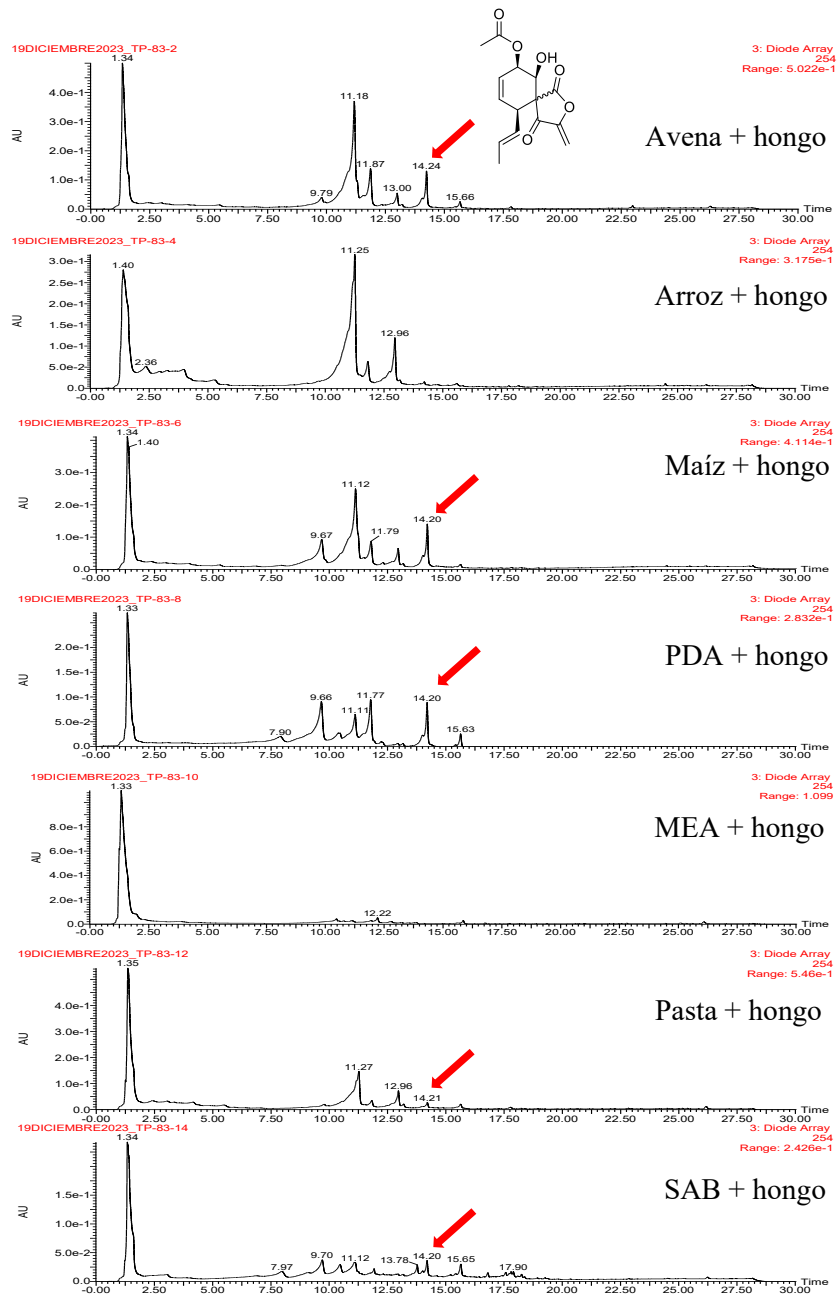 O
O OH
O
O
O
19DICIEMBRE2023_TP-83-2
3: Diode Array
254
Range: 5.022e-1
1.34
4.0e-1
11.18
Avena + hongo
3.0e-1
AU
2.0e-1
11.87
14.24
1.0e-1
9.79
13.00
15.66
0.0
-0.00 2.50 5.00 7.50 10.00 12.50 15.00 17.50 20.00 22.50 25.00 27.50 30.00 Time
19DICIEMBRE2023_TP-83-4
3: Diode Array
254
Range: 3.175e-1
3.0e-1
1.40
11.25
Arroz + hongo
2.5e-1
2.0e-1
AU
1.5e-1
12.96
1.0e-1
5.0e-2
2.36
0.0
-0.00 2.50 5.00 7.50 10.00 12.50 15.00 17.50 20.00 22.50 25.00 27.50 30.00 Time
19DICIEMBRE2023_TP-83-6
3: Diode Array
254
Range: 4.114e-1
1.34
1.40
Maíz + hongo
3.0e-1
11.12
AU
2.0e-1
14.20
1.0e-1
9.67
11.79
0.0
-0.00 2.50 5.00 7.50 10.00 12.50 15.00 17.50 20.00 22.50 25.00 27.50 30.00 Time
19DICIEMBRE2023_TP-83-8
3: Diode Array
254
Range: 2.832e-1
1.33
PDA + hongo
2.0e-1
1.5e-1
AU
1.0e-1
9.66
11.11
11.77
14.20
5.0e-2
7.90
15.63
0.0
-0.00 2.50 5.00 7.50 10.00 12.50 15.00 17.50 20.00 22.50 25.00 27.50 30.00 Time
19DICIEMBRE2023_TP-83-10
3: Diode Array
254
Range: 1.099
1.33
MEA + hongo
8.0e-1
6.0e-1
AU
4.0e-1
2.0e-1
12.22
0.0
-0.00 2.50 5.00 7.50 10.00 12.50 15.00 17.50 20.00 22.50 25.00 27.50 30.00 Time
19DICIEMBRE2023_TP-83-12
3: Diode Array
254
Range: 5.46e-1
1.35
Pasta + hongo
4.0e-1
3.0e-1
AU
2.0e-1
11.27
1.0e-1
12.96
14.21
0.0
-0.00 2.50 5.00 7.50 10.00 12.50 15.00 17.50 20.00 22.50 25.00 27.50 30.00 Time
19DICIEMBRE2023_TP-83-14
3: Diode Array
254
Range: 2.426e-1
1.34
SAB + hongo
1.5e-1
AU
1.0e-1
5.0e-2
7.97
9.70
11.12
13.78
14.20
15.65
17.90
0.0
-0.00 2.50 5.00 7.50 10.00 12.50 15.00 17.50 20.00 22.50 25.00 27.50 30.00 Time